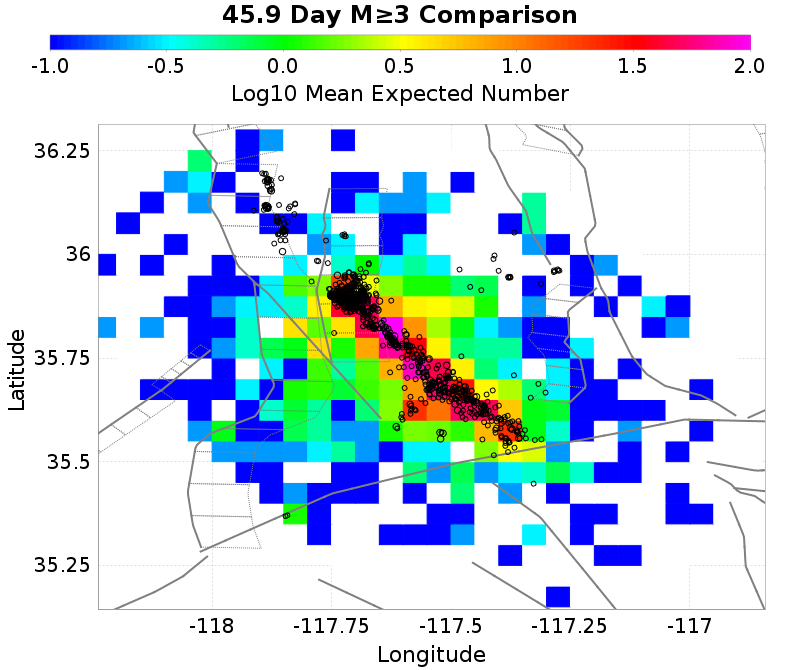 45.9 Day M≥3 Comparison
-1.0 -0.5 0.0 0.5 1.0 1.5 2.0
Log10 Mean Expected Number
36.25
36
35.75
35.5
35.25
Latitude
-118 -117.75 -117.5 -117.25 -117
Longitude